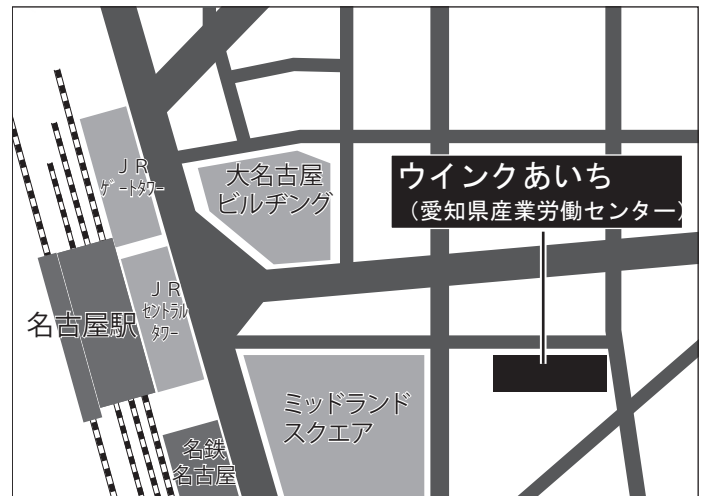 ＪＲ
ｹﾞｰﾄﾀﾜｰ
大名古屋
ビルヂング
ウインクあいち
（愛知県産業労働センター）
ＪＲ
ｾﾝﾄﾗﾙ
ﾀﾜｰ
名古屋駅
ミッドランド
スクエア
名鉄
名古屋